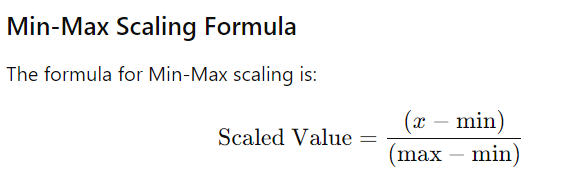 Min-Max Scaling Formula
The formula for Min-Max scaling is:
Scaled Value = (x − min) / (max − min)